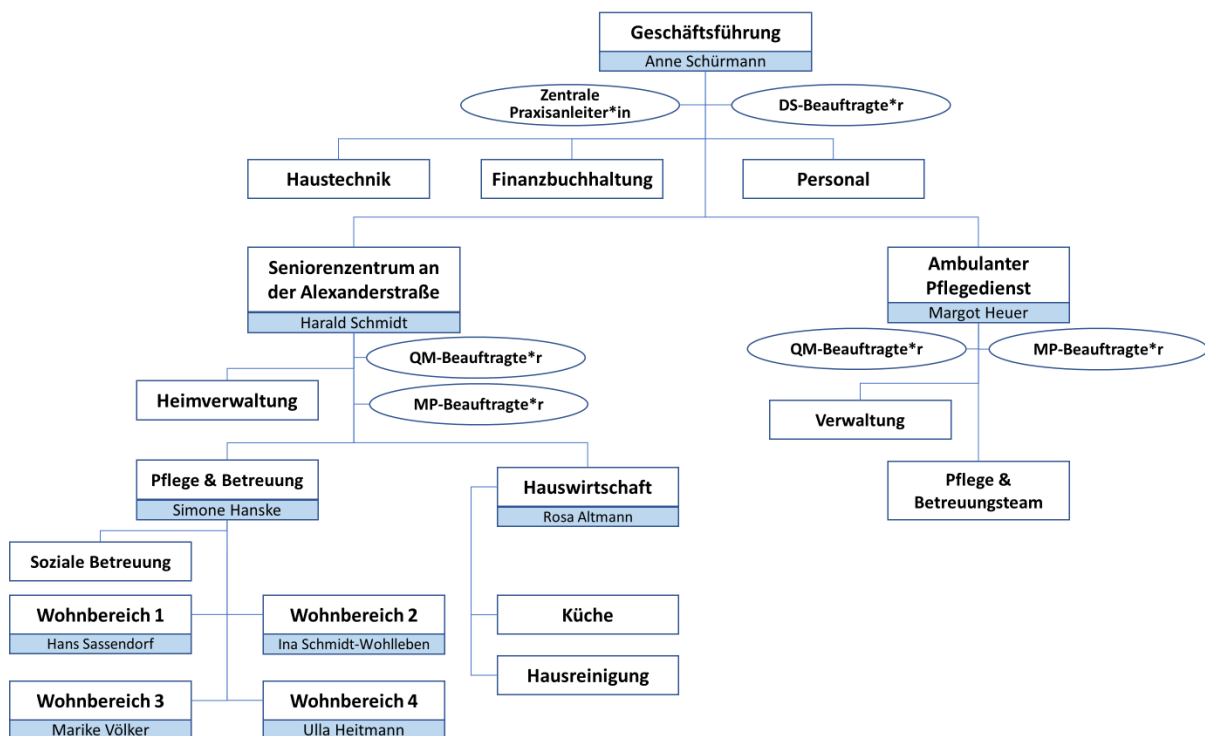 Geschäftsführung
Anne Schürmann
Zentrale
Praxisanleiter*in
DS-Beauftragte*r
Haustechnik
Finanzbuchhaltung
Personal
Seniorenzentrum an
der Alexanderstraße
Harald Schmidt
Ambulanter
Pflegedienst
Margot Heuer
QM-Beauftragte*r
MP-Beauftragte*r
Heimverwaltung
QM-Beauftragte*r
MP-Beauftragte*r
Verwaltung
Pflege & Betreuung
Simone Hanske
Hauswirtschaft
Rosa Altmann
Pflege &
Betreuungsteam
Soziale Betreuung
Wohnbereich 1
Hans Sassendorf
Wohnbereich 2
Ina Schmidt-Wohlleben
Küche
Hausreinigung
Wohnbereich 3
Marike Völker
Wohnbereich 4
Ulla Heitmann